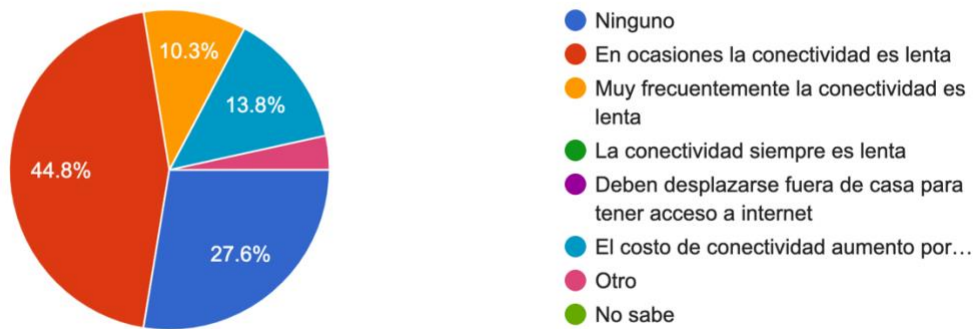 10.3%
13.8%
44.8%
27.6%
Ninguno
En ocasiones la conectividad es lenta
Muy frecuentemente la conectividad es
lenta
La conectividad siempre es lenta
Deben desplazarse fuera de casa para
tener acceso a internet
El costo de conectividad aumento por…
Otro
No sabe